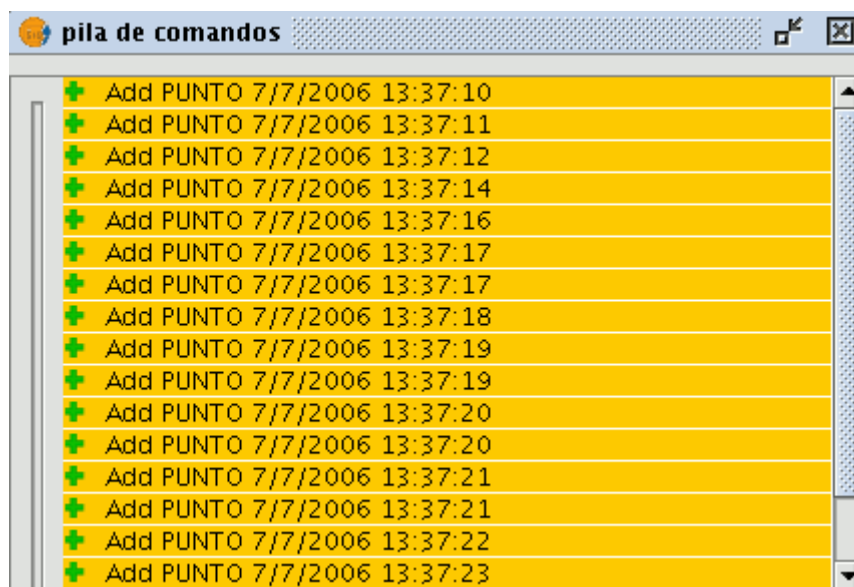 pila de comandos
Add PUNTO 7/7/2006 13:37:10
Add PUNTO 7/7/2006 13:37:11
Add PUNTO 7/7/2006 13:37:12
Add PUNTO 7/7/2006 13:37:14
Add PUNTO 7/7/2006 13:37:16
Add PUNTO 7/7/2006 13:37:17
Add PUNTO 7/7/2006 13:37:17
Add PUNTO 7/7/2006 13:37:18
Add PUNTO 7/7/2006 13:37:19
Add PUNTO 7/7/2006 13:37:19
Add PUNTO 7/7/2006 13:37:20
Add PUNTO 7/7/2006 13:37:20
Add PUNTO 7/7/2006 13:37:21
Add PUNTO 7/7/2006 13:37:21
Add PUNTO 7/7/2006 13:37:22
Add PUNTO 7/7/2006 13:37:23